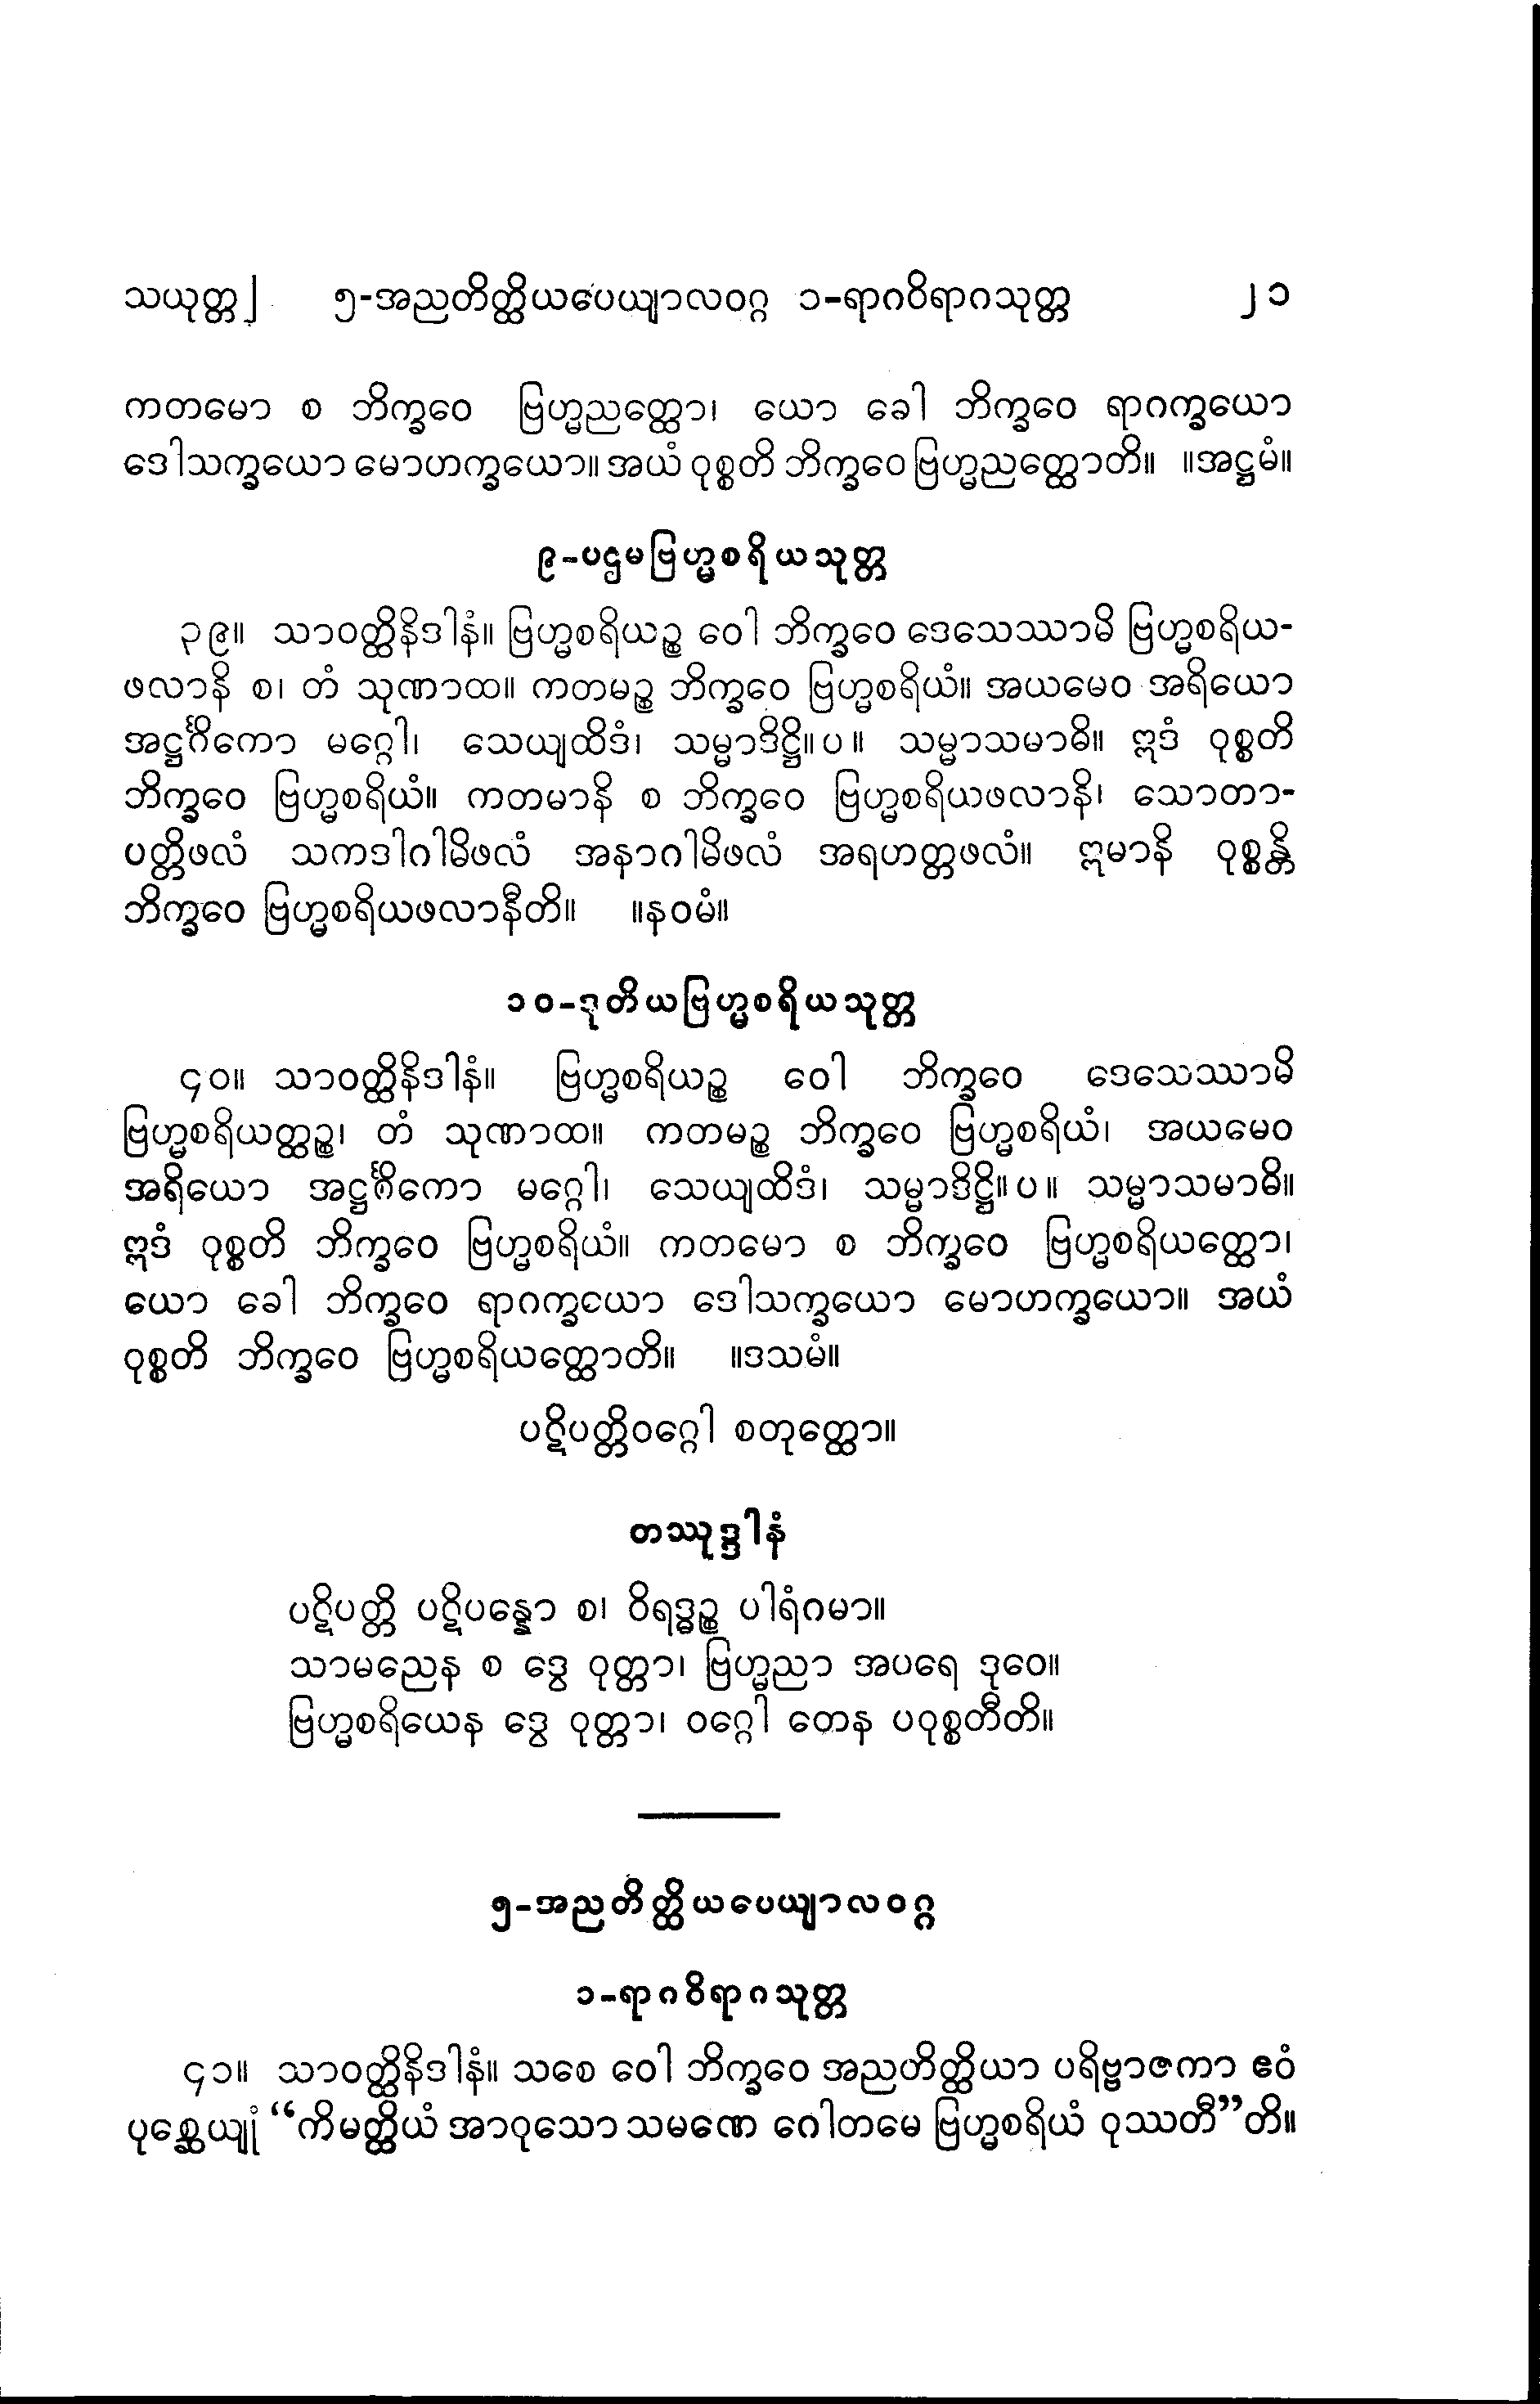 သယုတ္တ]	၅-အညတိတ္ထိယပေယျာလဝဂ္ဂ ၁-ရာဂဝိရာဂသုတ္တ	၂၁
ကတမော စ ဘိက္ခဝေ ဗြဟ္မညတ္ထော၊ ယော ခေါ ဘိက္ခဝေ ရာဂက္ခယော
ဒေါသက္ခယော မောဟက္ခယော။ အယံ ဝုစ္စတိ ဘိက္ခဝေ ဗြဟ္မညတ္ထောတိ။ ။အဋ္ဌမံ။
၉-ပဌမဗြဟ္မစရိယသုတ္တ
၃၉။ သာဝတ္ထိနိဒါနံ။ ဗြဟ္မစရိယဉ္စ ဝေါ ဘိက္ခဝေ ဒေသေဿာမိ ဗြဟ္မစရိယ-
ဖလာနိ စ၊ တံ သုဏာထ။ ကတမဉ္စ ဘိက္ခဝေ ဗြဟ္မစရိယံ။ အယမေဝ အရိယော
အဋ္ဌင်္ဂိကော မဂ္ဂေါ၊ သေယျထိဒံ၊ သမ္မာဒိဋ္ဌိ။ပ။ သမ္မာသမာဓိ။ ဣဒံ ဝုစ္စတိ
ဘိက္ခဝေ ဗြဟ္မစရိယံ။ ကတမာနိ စ ဘိက္ခဝေ ဗြဟ္မစရိယဖလာနိ၊ သောတာ-
ပတ္တိဖလံ သကဒါဂါမိဖလံ အနာဂါမိဖလံ အရဟတ္တဖလံ။ ဣမာနိ ဝုစ္စန္တိ
ဘိက္ခဝေ ဗြဟ္မစရိယဖလာနီတိ။ ။နဝမံ။
၁၀-ဒုတိယဗြဟ္မစရိယသုတ္တ
၄၀။ သာဝတ္ထိနိဒါနံ။ ဗြဟ္မစရိယဉ္စ ဝေါ ဘိက္ခဝေ ဒေသေဿာမိ
ဗြဟ္မစရိယတ္ထဉ္စ၊ တံ သုဏာထ။ ကတမဉ္စ ဘိက္ခဝေ ဗြဟ္မစရိယံ၊ အယမေဝ
အရိယော အဋ္ဌင်္ဂိကော မဂ္ဂေါ၊ သေယျထိဒံ၊ သမ္မာဒိဋ္ဌိ။ပ။ သမ္မာသမာဓိ။
ဣဒံ ဝုစ္စတိ ဘိက္ခဝေ ဗြဟ္မစရိယံ။ ကတမော စ ဘိက္ခဝေ ဗြဟ္မစရိယတ္ထော၊
ယော ခေါ ဘိက္ခဝေ ရာဂက္ခယော ဒေါသက္ခယော မောဟက္ခယော။ အယံ
ဝုစ္စတိ ဘိက္ခဝေ ဗြဟ္မစရိယတ္ထောတိ။ ။ဒသမံ။
ပဋိပတ္တိဝဂ္ဂေါ စတုတ္ထော။
တဿုဒ္ဒါနံ
ပဋိပတ္တိ ပဋိပန္နော စ၊ ဝိရဒ္ဓဉ္စ ပါရံဂမာ။
သာမညေန စ ဒွေ ဝုတ္တာ၊ ဗြဟ္မညာ အပရေ ဒုဝေ။
ဗြဟ္မစရိယေန ဒွေ ဝုတ္တာ၊ ဝဂ္ဂေါ တေန ပဝုစ္စတီတိ။
၅-အညတိတ္ထိယပေယျာလဝဂ္ဂ
၁-ရာဂဝိရာဂသုတ္တ
၄၁။ သာဝတ္ထိနိဒါနံ။ သစေ ဝေါ ဘိက္ခဝေ အညတိတ္ထိယာ ပရိဗ္ဗာဇကာ ဧဝံ
ပုစ္ဆေယျုံ “ကိမတ္ထိယံ အာဝုသော သမဏေ ဂေါတမေ ဗြဟ္မစရိယံ ဝုဿတီ”တိ။